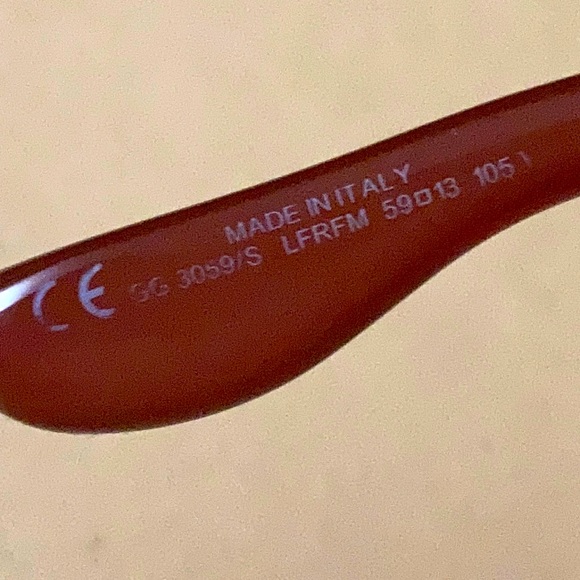 MADE IN ITALY
CE GG 3059/S LFRFM 59□13 105